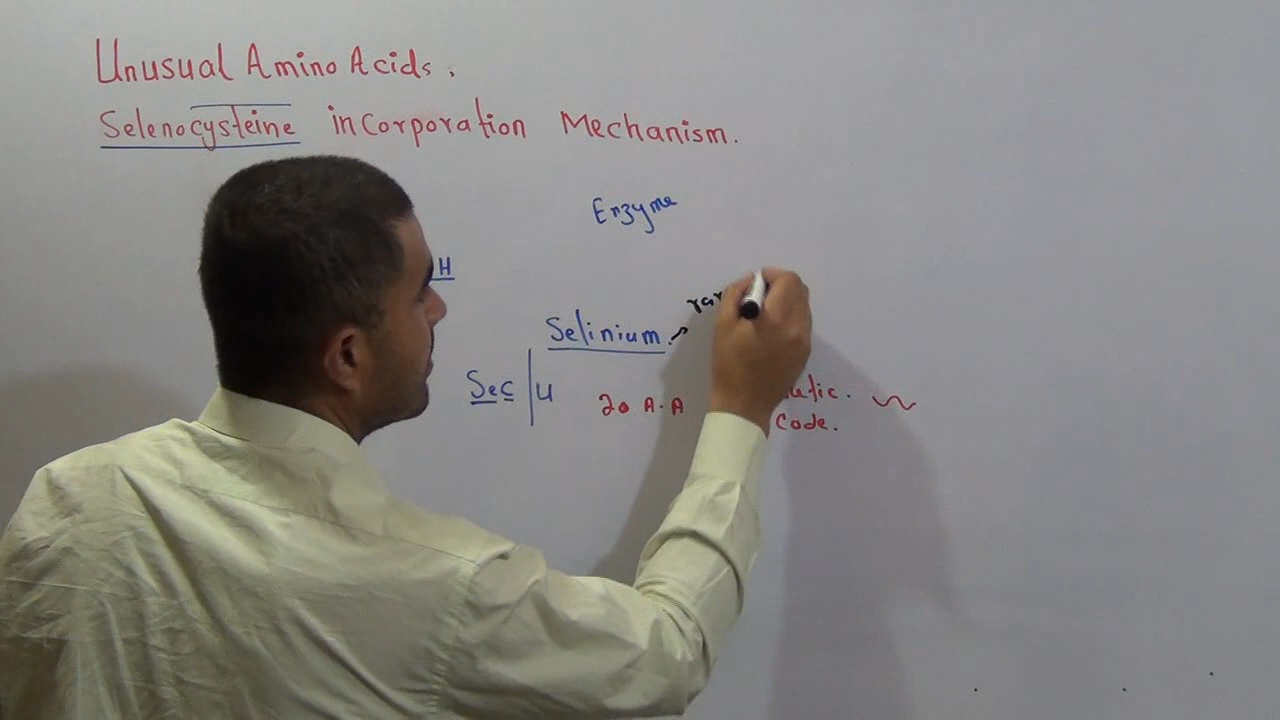 Unusual Amino Acids.
Selenocysteine incorporation Mechanism.
Enzyme
H
Selinium.
Sec | U
20 A.A
Code.